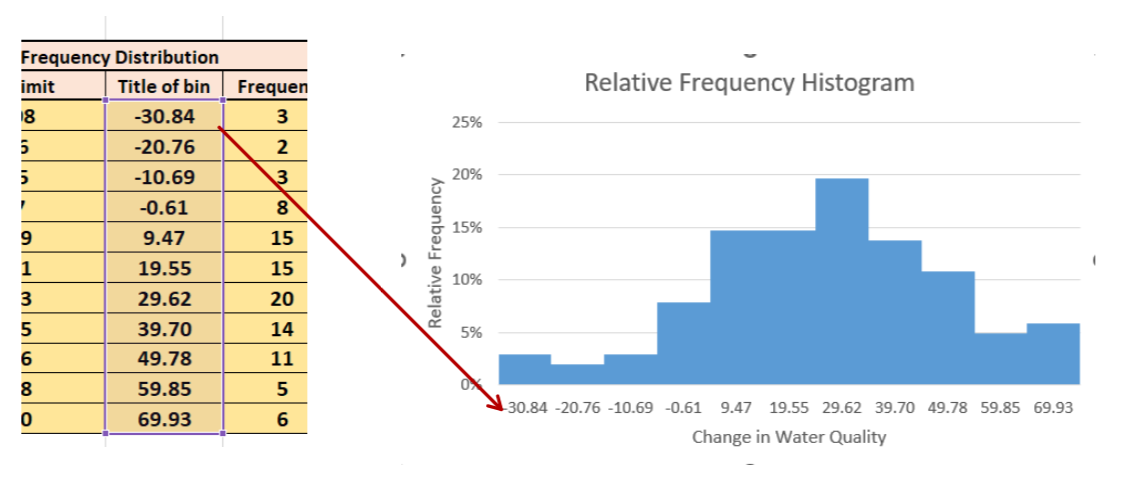 Frequency Distribution
Title of bin
-30.84 3
-20.76 2
-10.69 3
-0.61 8
9.47 15
19.55 15
29.62 20
39.70 14
49.78 11
59.85 5
69.93 6
Relative Frequency Histogram
25%
20%
15%
10%
5%
0%
Relative Frequency
-30.84 -20.76 -10.69 -0.61 9.47 19.55 29.62 39.70 49.78 59.85 69.93
Change in Water Quality